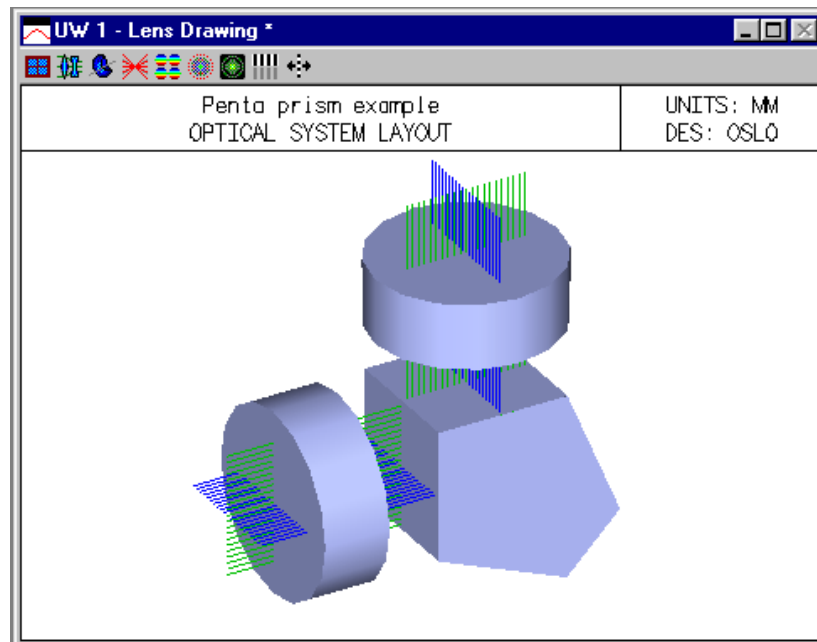 UW 1 - Lens Drawing *
Penta prism example
OPTICAL SYSTEM LAYOUT
UNITS: MM
DES: OSLO